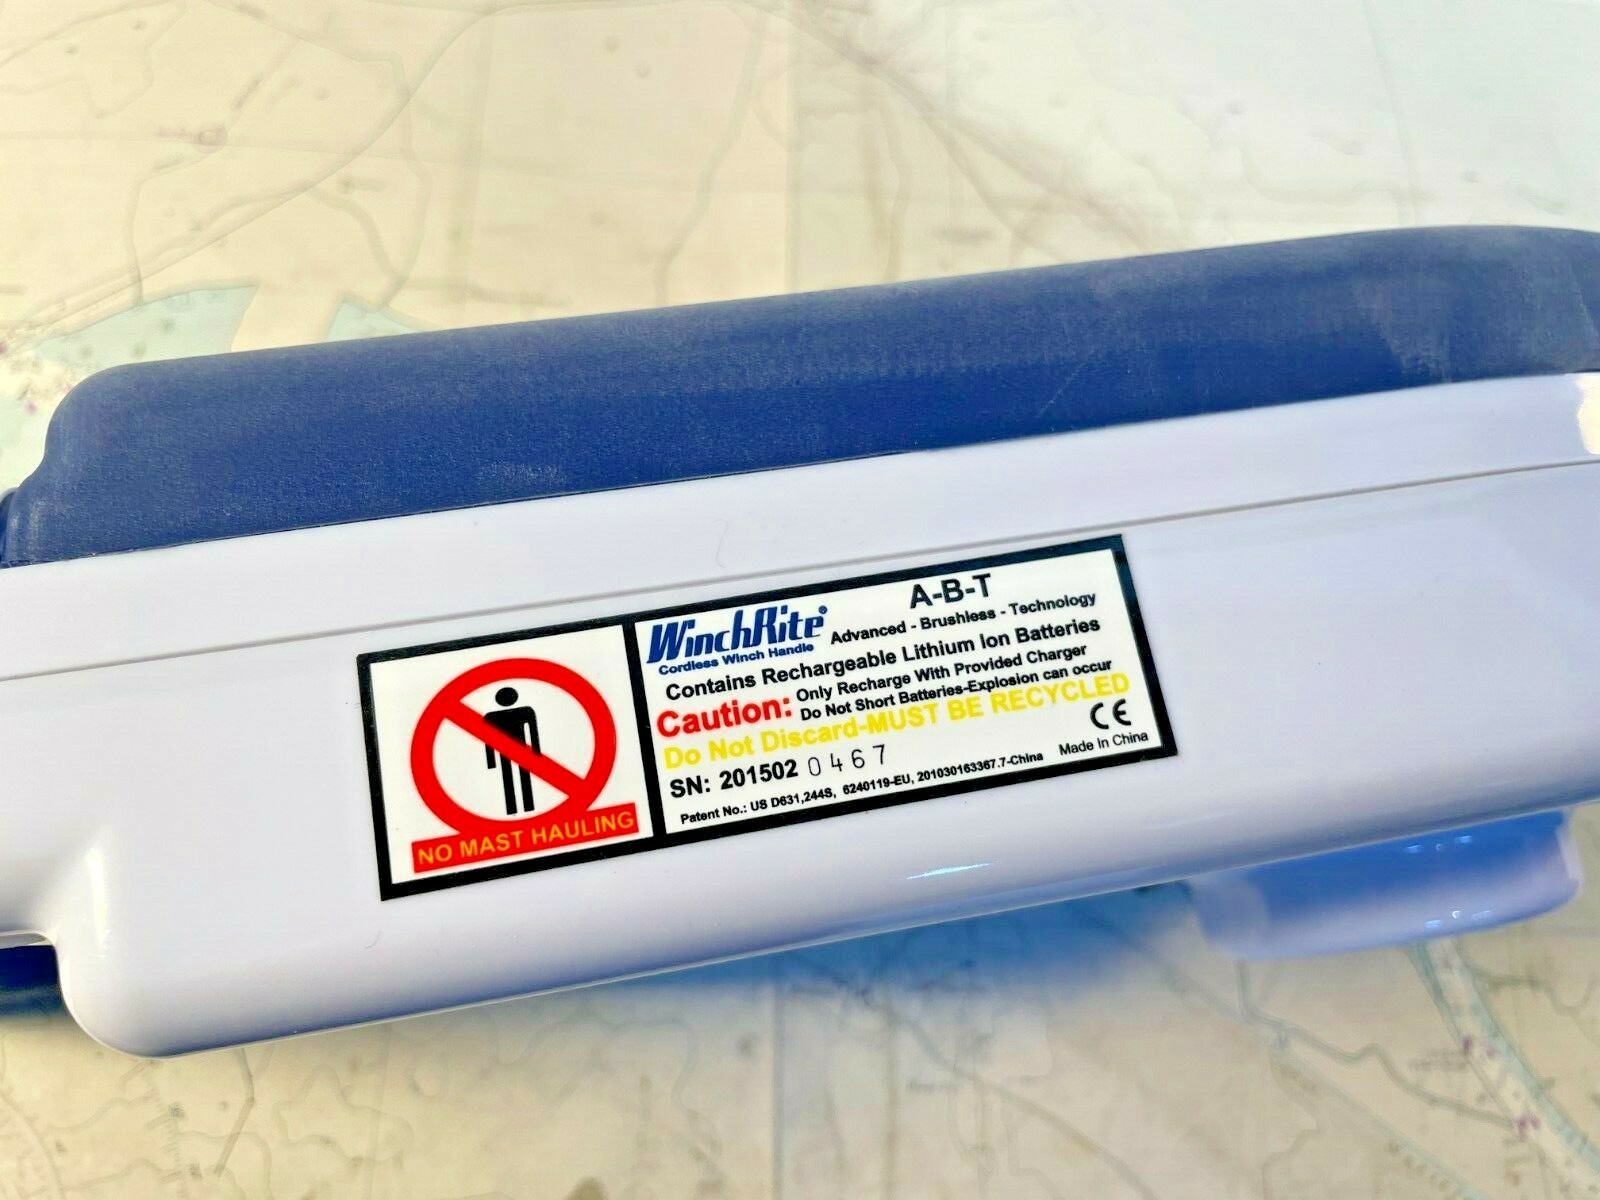 NO MAST HAULING
WinchRite®
Cordless Winch Handle
A-B-T
Advanced - Brushless - Technology
Contains Rechargeable Lithium Ion Batteries
Caution: Only Recharge With Provided Charger
Do Not Short Batteries-Explosion can occur
Do Not Discard-MUST BE RECYCLED
SN: 201502 0467
CE
Patent No.: US D631,244S, 6240119-EU, 201030163367.7-China
Made In China